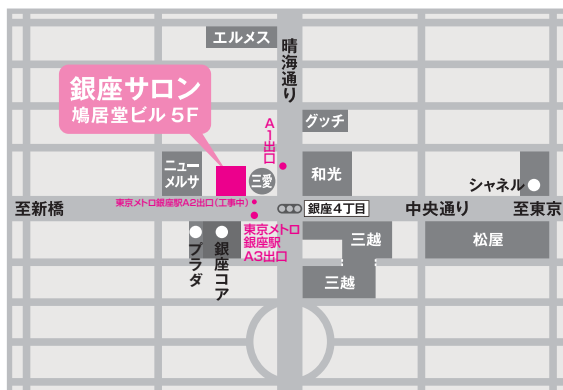 エルメス
晴海通り
銀座サロン
鳩居堂ビル5F
A1出口
グッチ
ニュー
メルサ
三愛
和光
シャネル
至新橋
東京メトロ銀座駅A2出口(工事中)
銀座4丁目
中央通り
至東京
プラダ
銀座コア
東京メトロ
銀座駅
A3出口
三越
松屋
三越